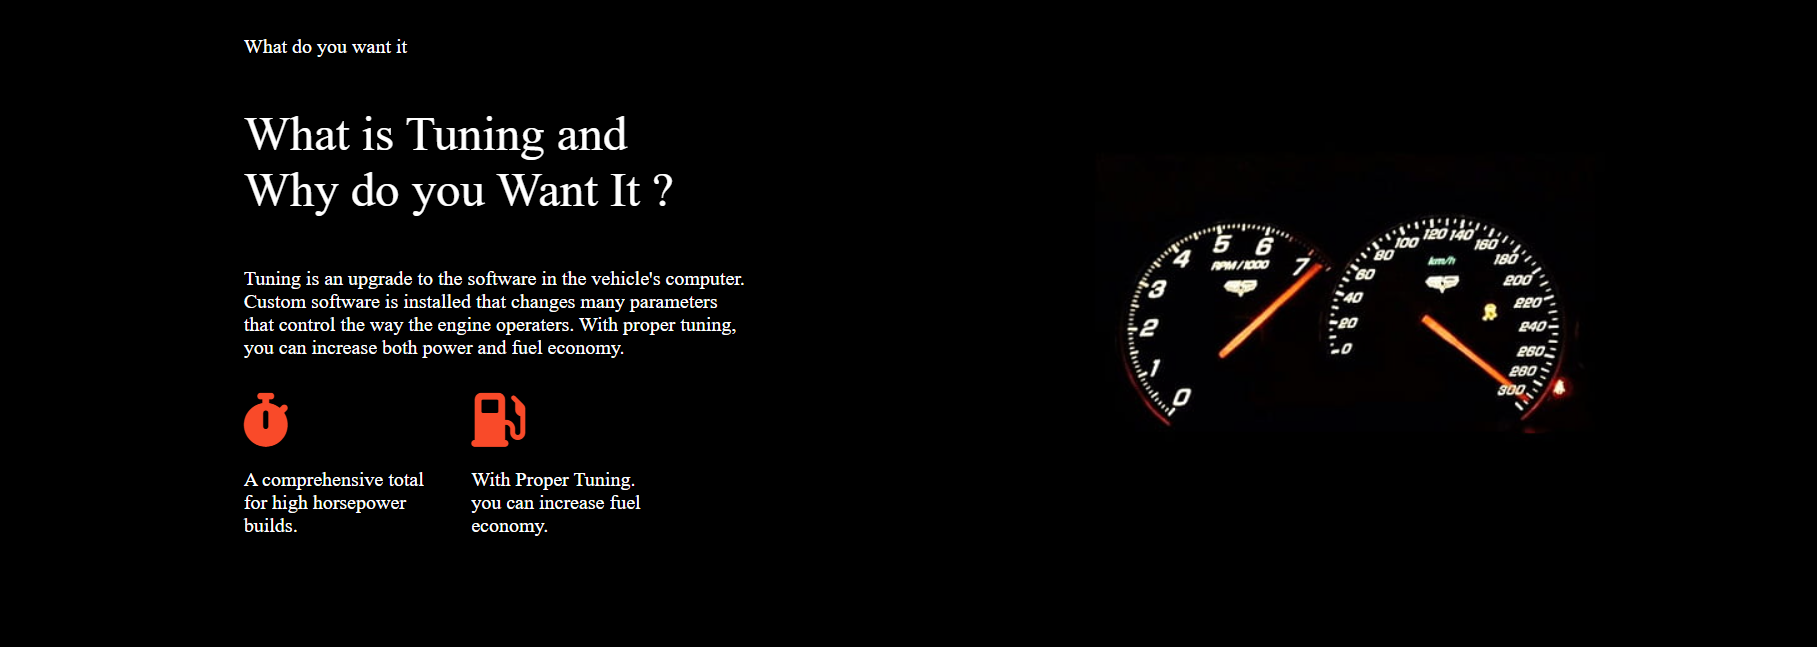 What do you want it
What is Tuning and
Why do you Want It ?
Tuning is an upgrade to the software in the vehicle's computer.
Custom software is installed that changes many parameters
that control the way the engine operaters. With proper tuning,
you can increase both power and fuel economy.
A comprehensive total
for high horsepower
builds.
With Proper Tuning.
you can increase fuel
economy.
0
1
2
3
4
5
6
7
RPM/1000
0
20
40
60
80
100
120
140
160
180
200
220
240
260
280
300
km/h